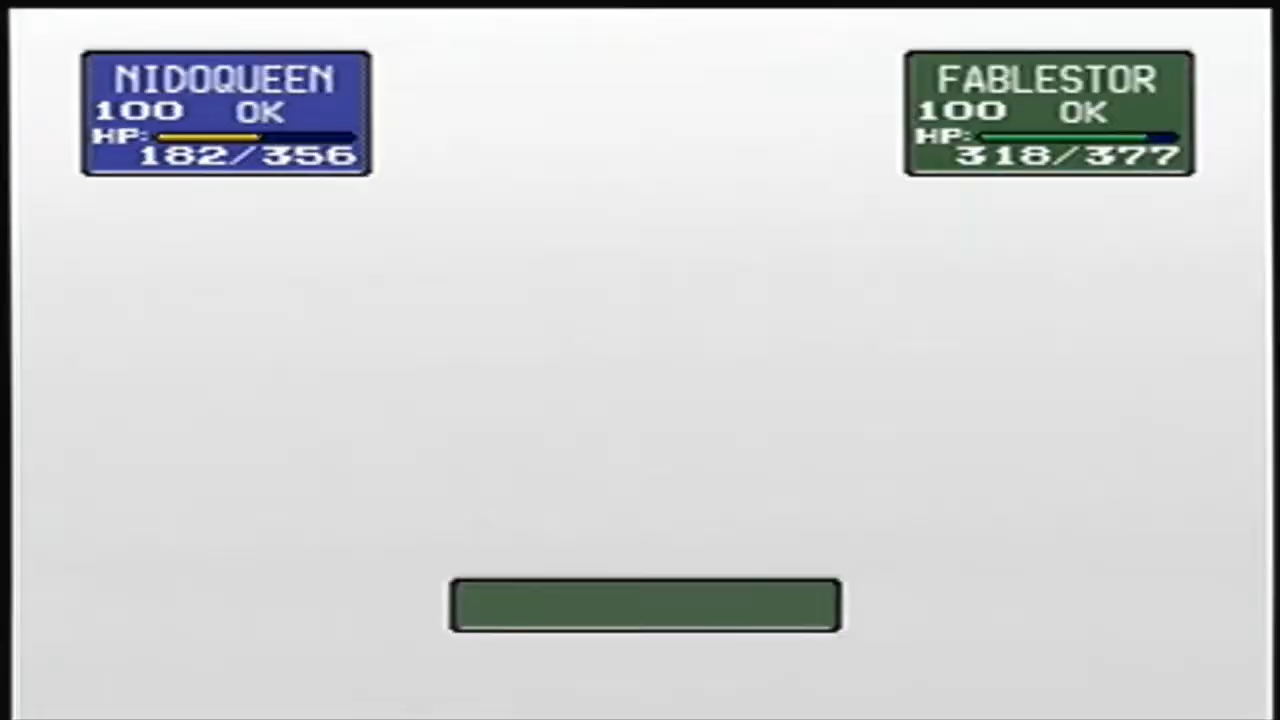 NIDOQUEEN
100 OK
HP:
182/356
FABLESTOR
100 OK
HP:
318/377